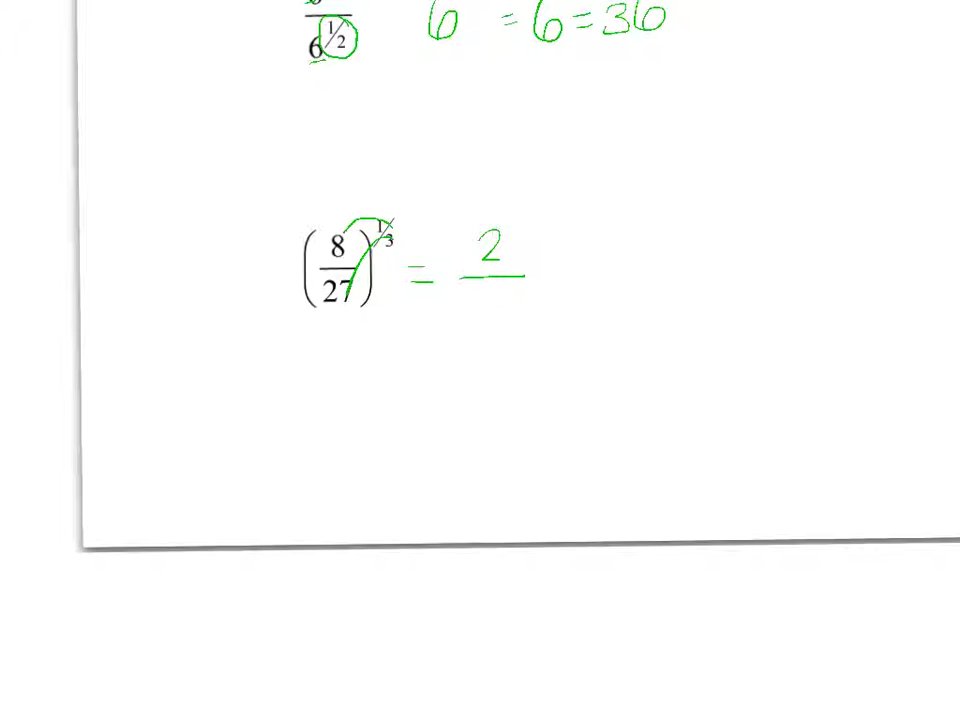 6^{1/2} 6 = 6 = 36
(8/27)^{1/3} = 2/